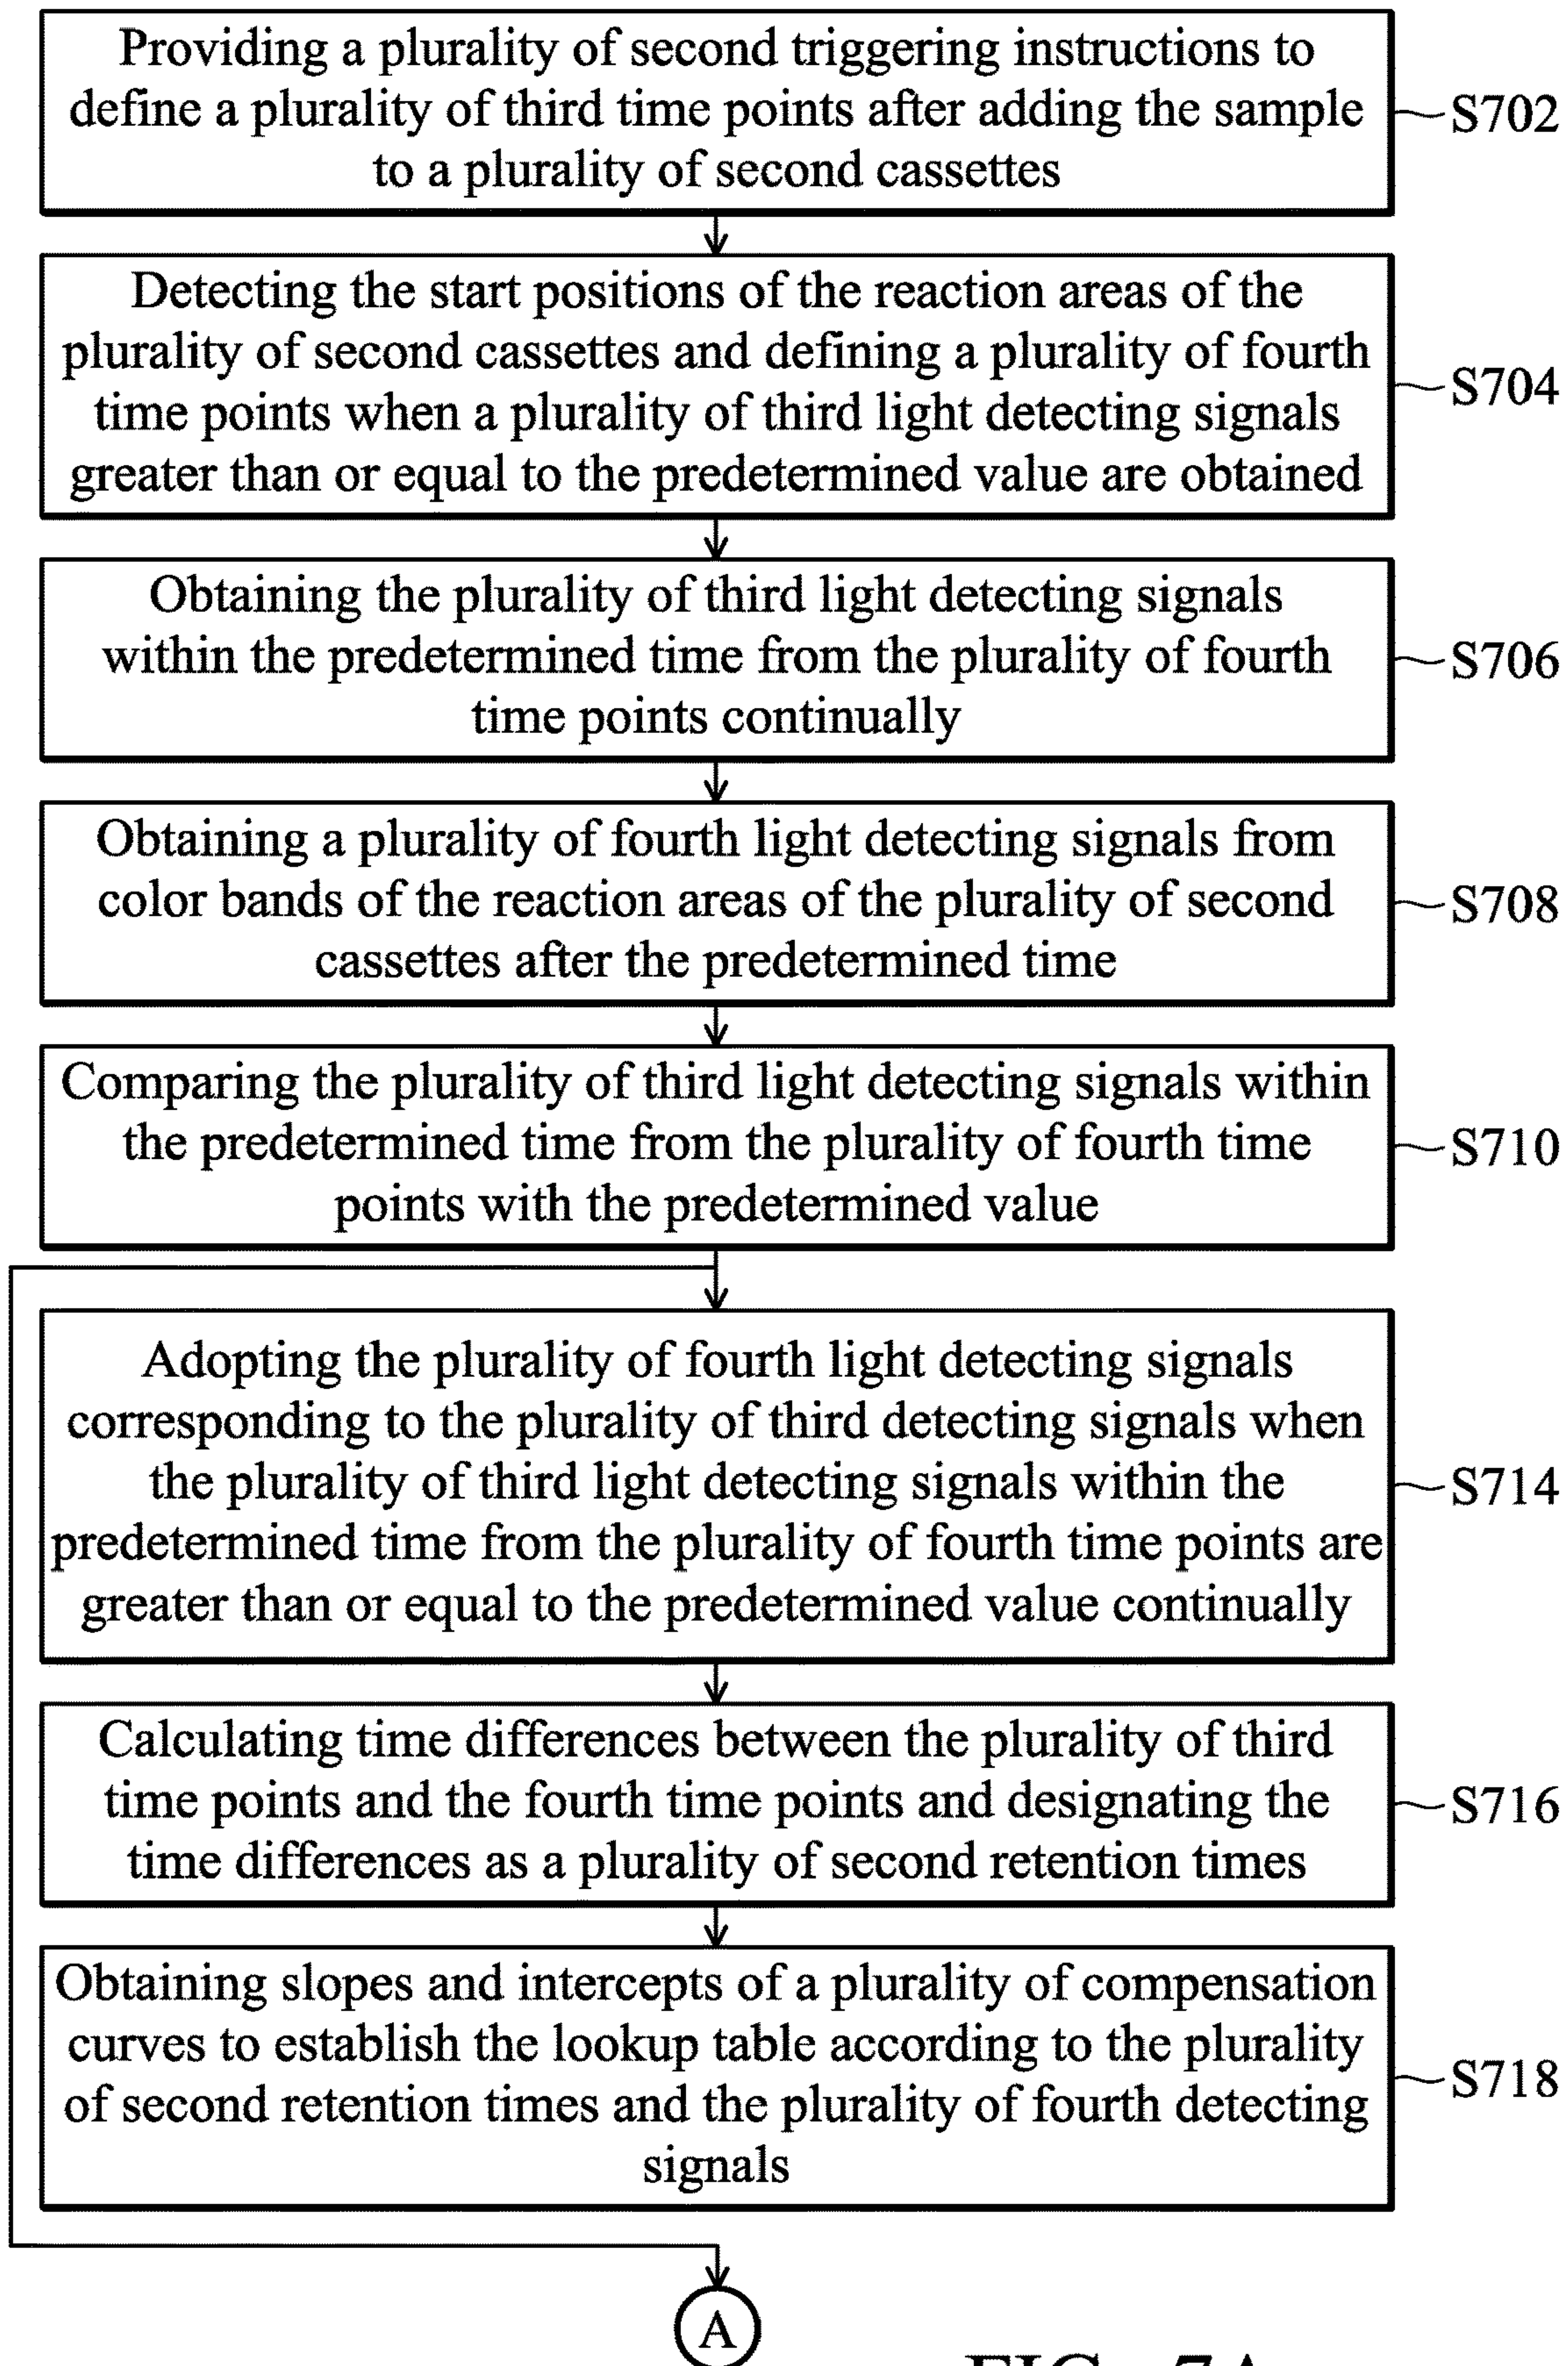 Providing a plurality of second triggering instructions to
define a plurality of third time points after adding the sample
to a plurality of second cassettes
S702
Detecting the start positions of the reaction areas of the
plurality of second cassettes and defining a plurality of fourth
time points when a plurality of third light detecting signals
greater than or equal to the predetermined value are obtained
S704
Obtaining the plurality of third light detecting signals
within the predetermined time from the plurality of fourth
time points continually
S706
Obtaining a plurality of fourth light detecting signals from
color bands of the reaction areas of the plurality of second
cassettes after the predetermined time
S708
Comparing the plurality of third light detecting signals within
the predetermined time from the plurality of fourth time
points with the predetermined value
S710
Adopting the plurality of fourth light detecting signals
corresponding to the plurality of third detecting signals when
the plurality of third light detecting signals within the
predetermined time from the plurality of fourth time points are
greater than or equal to the predetermined value continually
S714
Calculating time differences between the plurality of third
time points and the fourth time points and designating the
time differences as a plurality of second retention times
S716
Obtaining slopes and intercepts of a plurality of compensation
curves to establish the lookup table according to the plurality
of second retention times and the plurality of fourth detecting
signals
S718
A
FIG. 7A